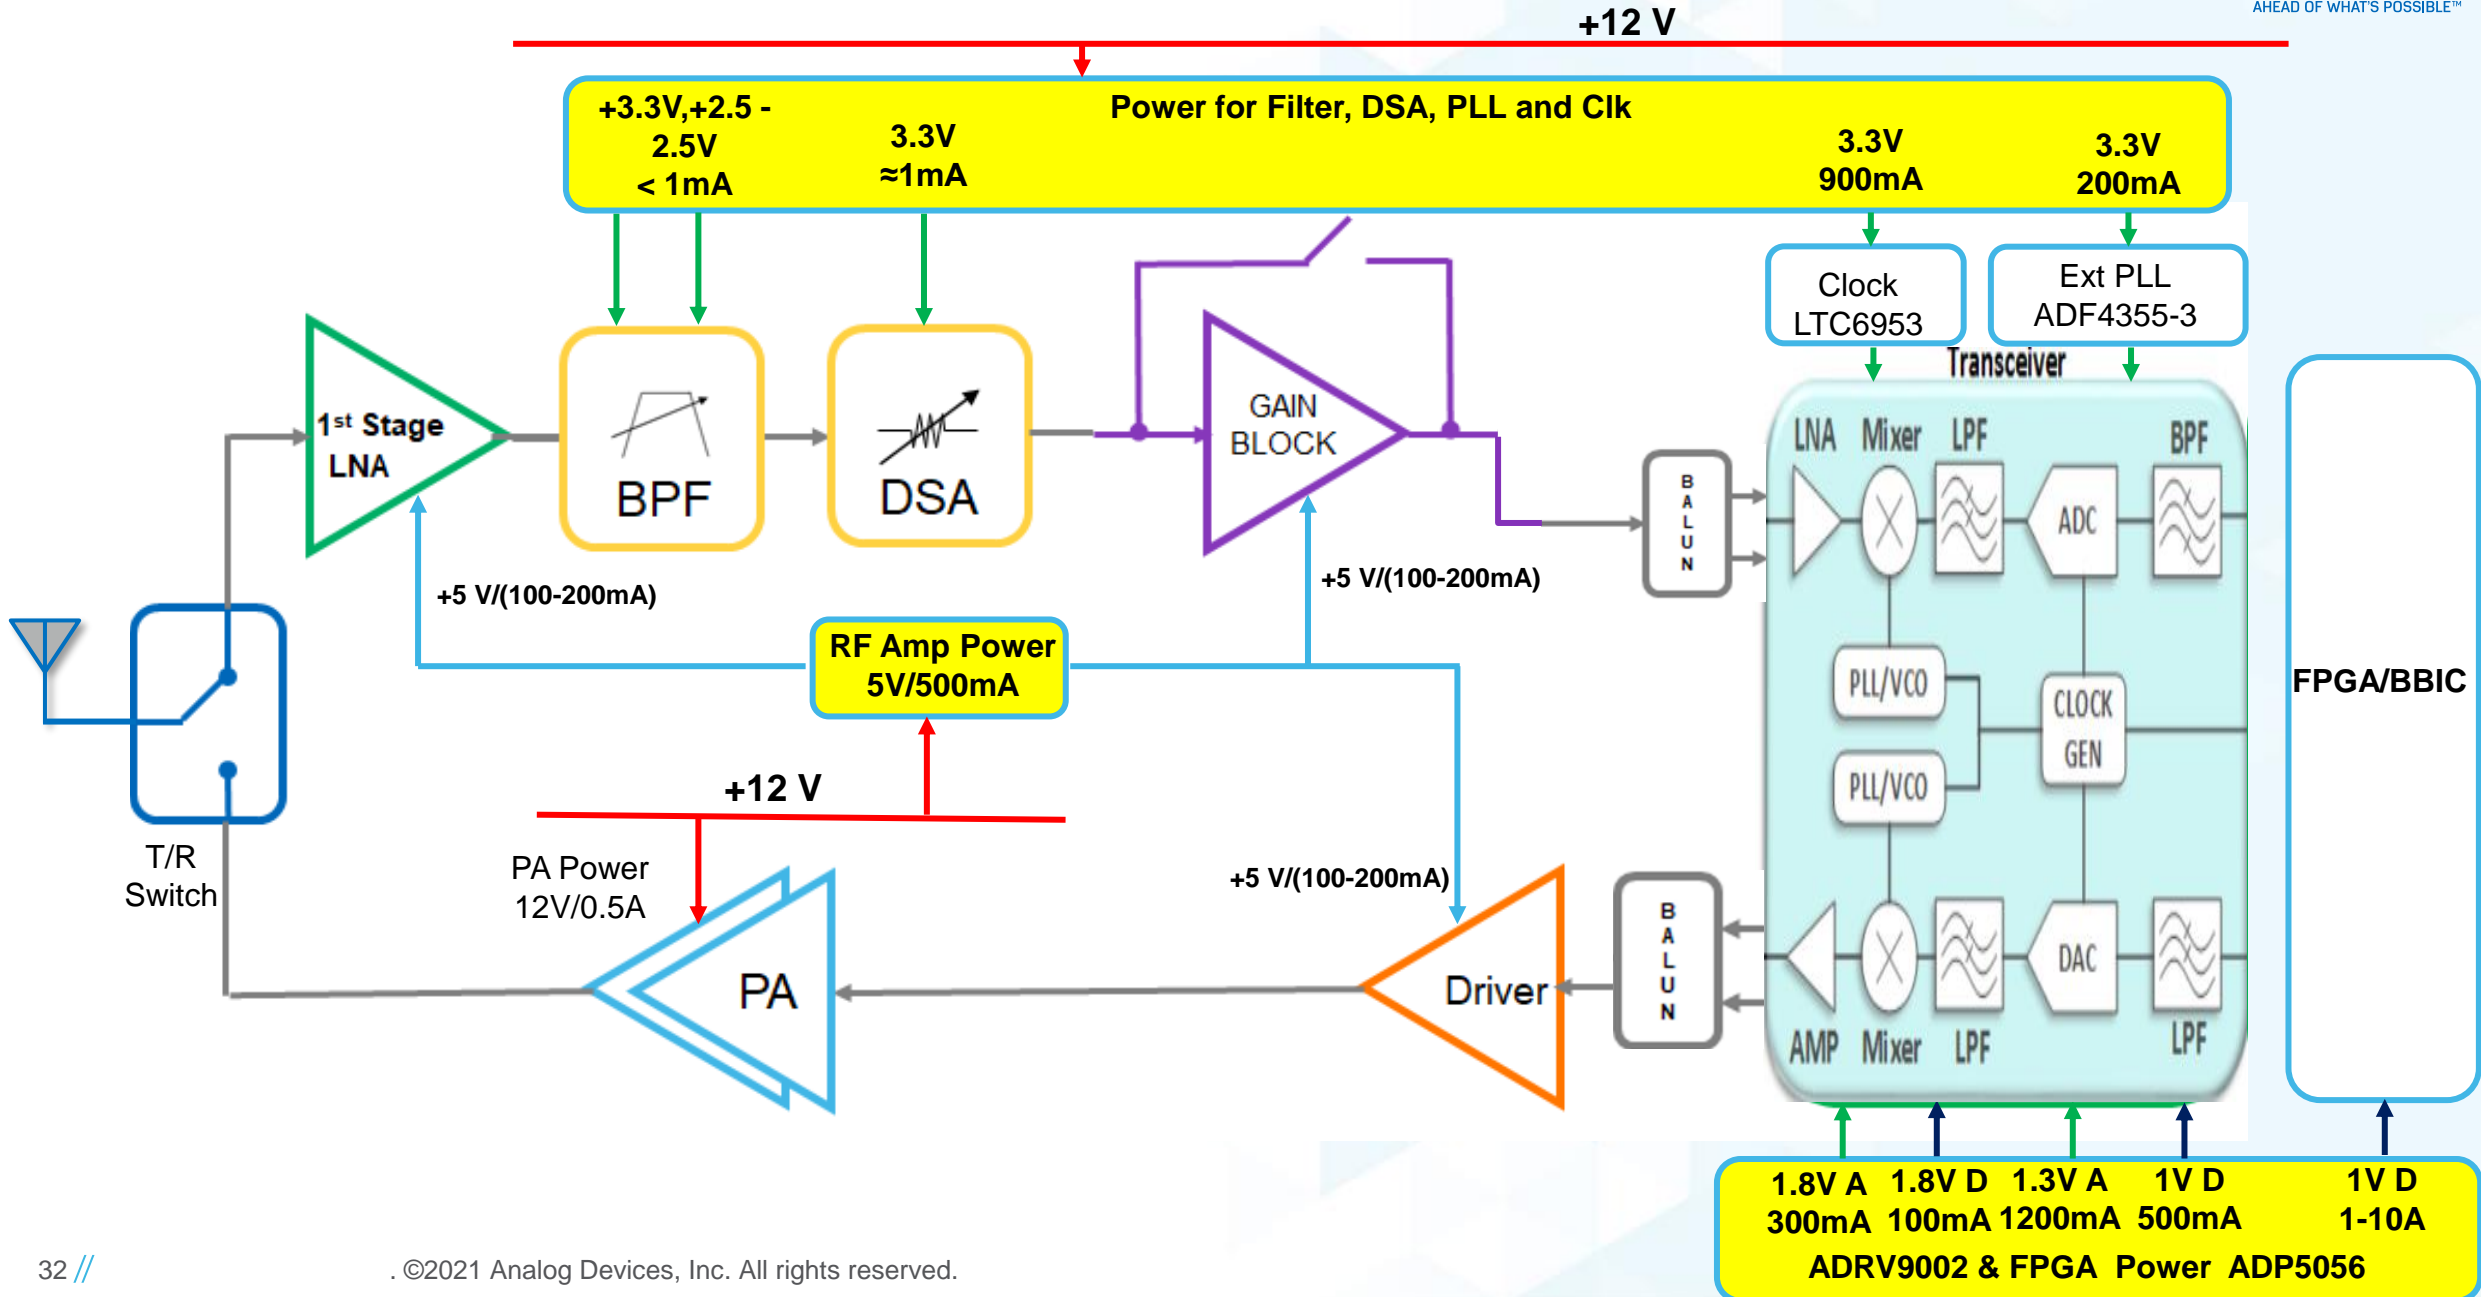 AHEAD OF WHAT'S POSSIBLE™
+12 V
+3.3V,+2.5 -
2.5V
< 1mA
3.3V
≈1mA
Power for Filter, DSA, PLL and Clk
3.3V
900mA
3.3V
200mA
Clock
LTC6953
Ext PLL
ADF4355-3
Transceiver
1st Stage
LNA
BPF
DSA
GAIN
BLOCK
BALUN
LNA
Mixer
LPF
ADC
BPF
+5 V/(100-200mA)
+5 V/(100-200mA)
RF Amp Power
5V/500mA
PLL/VCO
PLL/VCO
CLOCK
GEN
FPGA/BBIC
+12 V
T/R
Switch
PA Power
12V/0.5A
+5 V/(100-200mA)
PA
Driver
BALUN
DAC
AMP
Mixer
LPF
LPF
1.8V A
300mA
1.8V D
100mA
1.3V A
1200mA
1V D
500mA
1V D
1-10A
ADRV9002 & FPGA Power ADP5056
32 //
. ©2021 Analog Devices, Inc. All rights reserved.